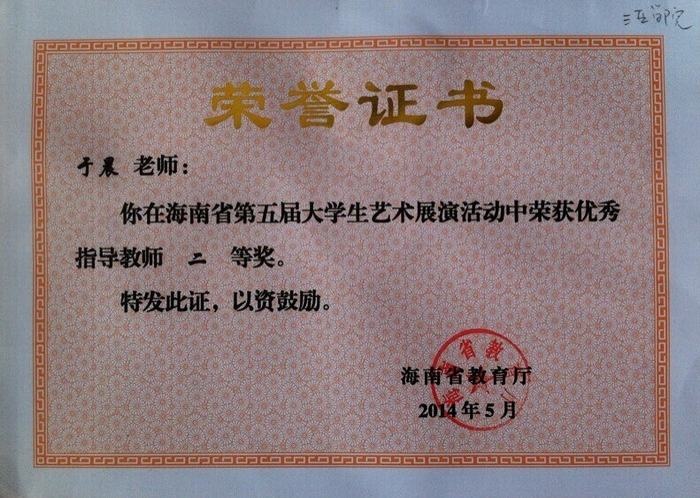 荣誉证书
于晨 老师：
你在海南省第五届大学生艺术展演活动中荣获优秀
指导教师 二 等奖。
特发此证，以资鼓励。
海南省教育厅
2014年5月